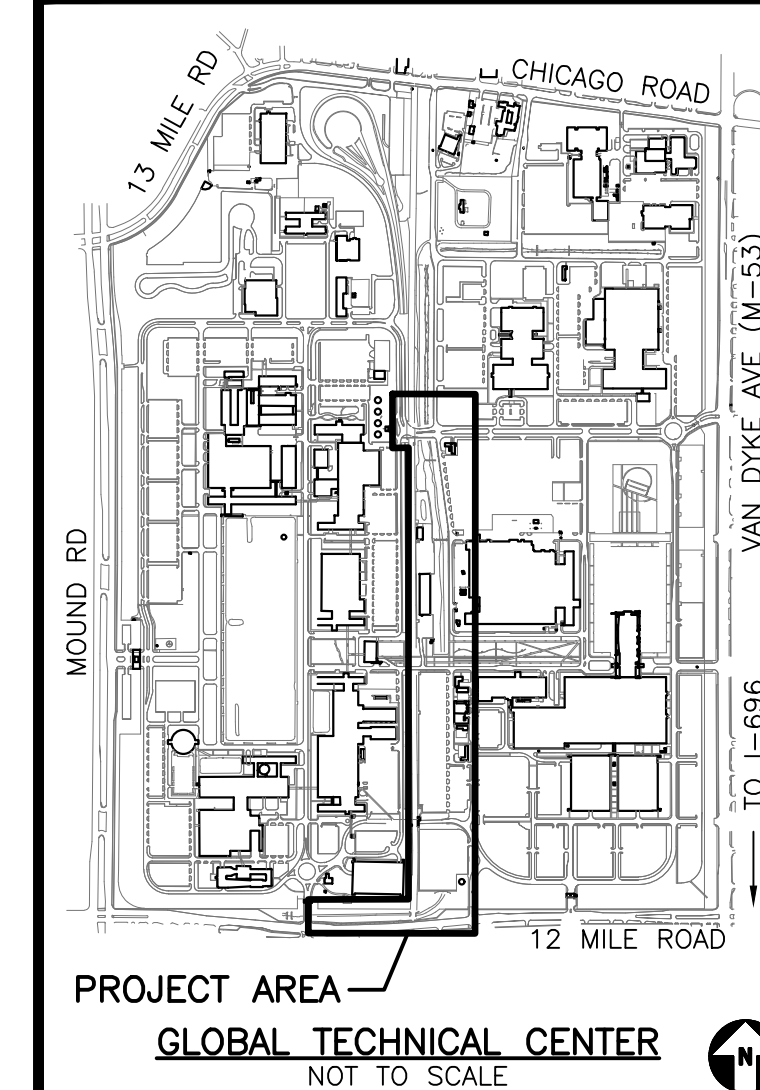 13 MILE RD
CHICAGO ROAD
VAN DYKE AVE (M-53)
MOUND RD
TO I-696
12 MILE ROAD
PROJECT AREA
GLOBAL TECHNICAL CENTER
NOT TO SCALE
N